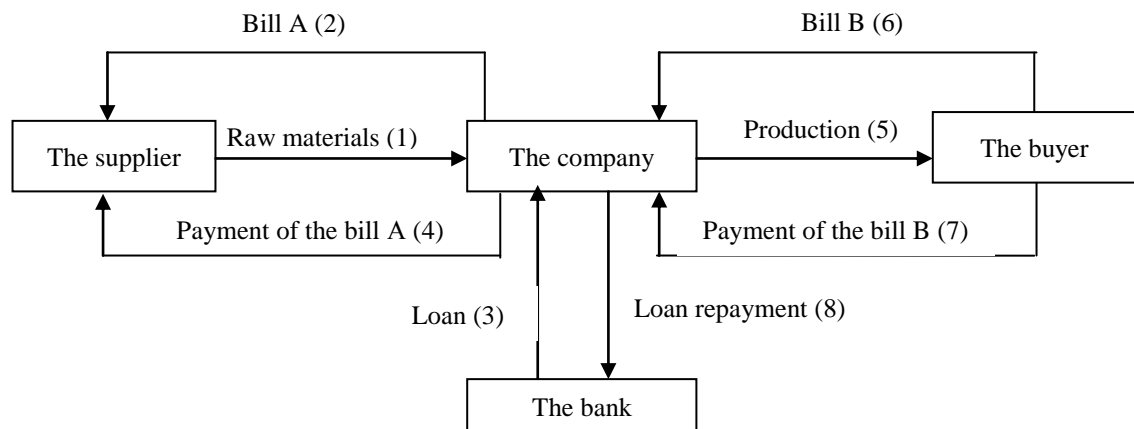 Bill A (2)
Bill B (6)
The supplier
Raw materials (1)
The company
Production (5)
The buyer
Payment of the bill A (4)
Payment of the bill B (7)
Loan (3)
Loan repayment (8)
The bank